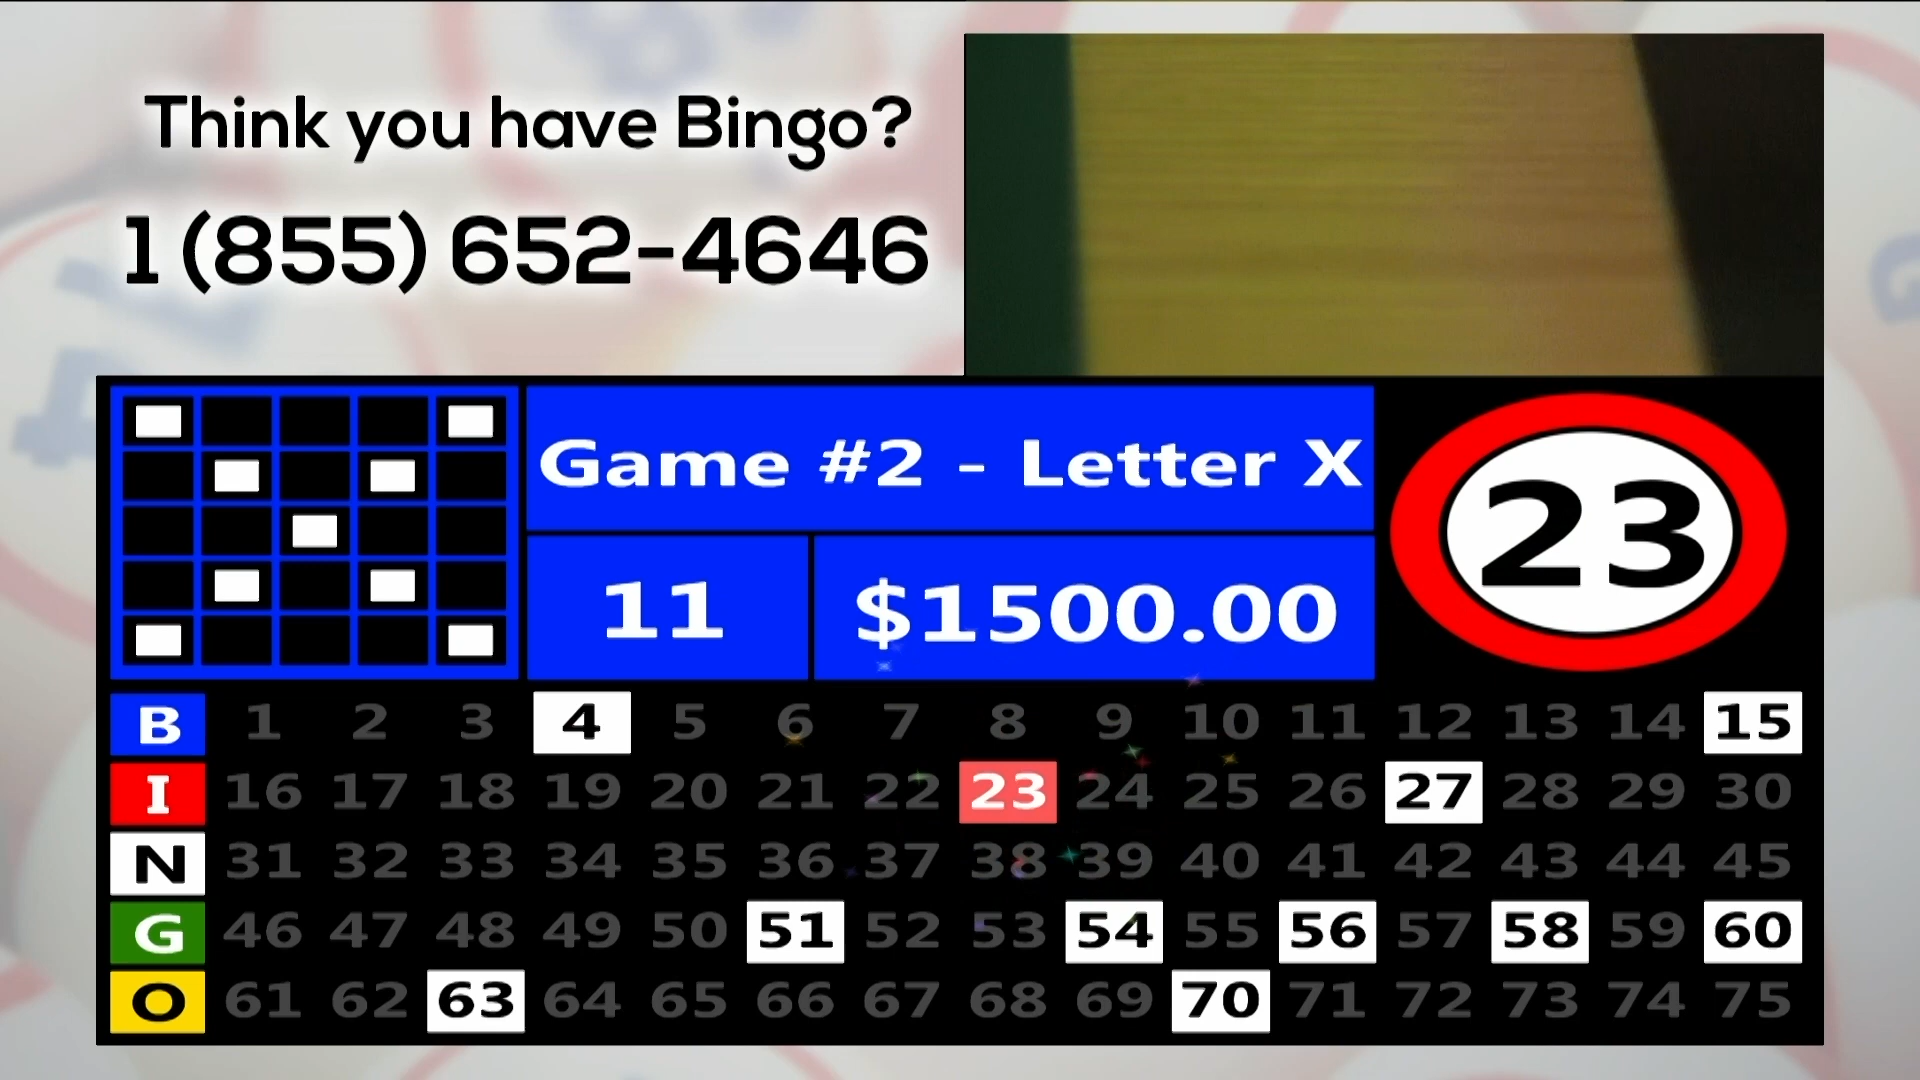 Think you have Bingo?
1 (855) 652-4646
Game #2 - Letter X
11 $1500.00
23
B 1 2 3 4 5 6 7 8 9 10 11 12 13 14 15
I 16 17 18 19 20 21 22 23 24 25 26 27 28 29 30
N 31 32 33 34 35 36 37 38 39 40 41 42 43 44 45
G 46 47 48 49 50 51 52 53 54 55 56 57 58 59 60
O 61 62 63 64 65 66 67 68 69 70 71 72 73 74 75